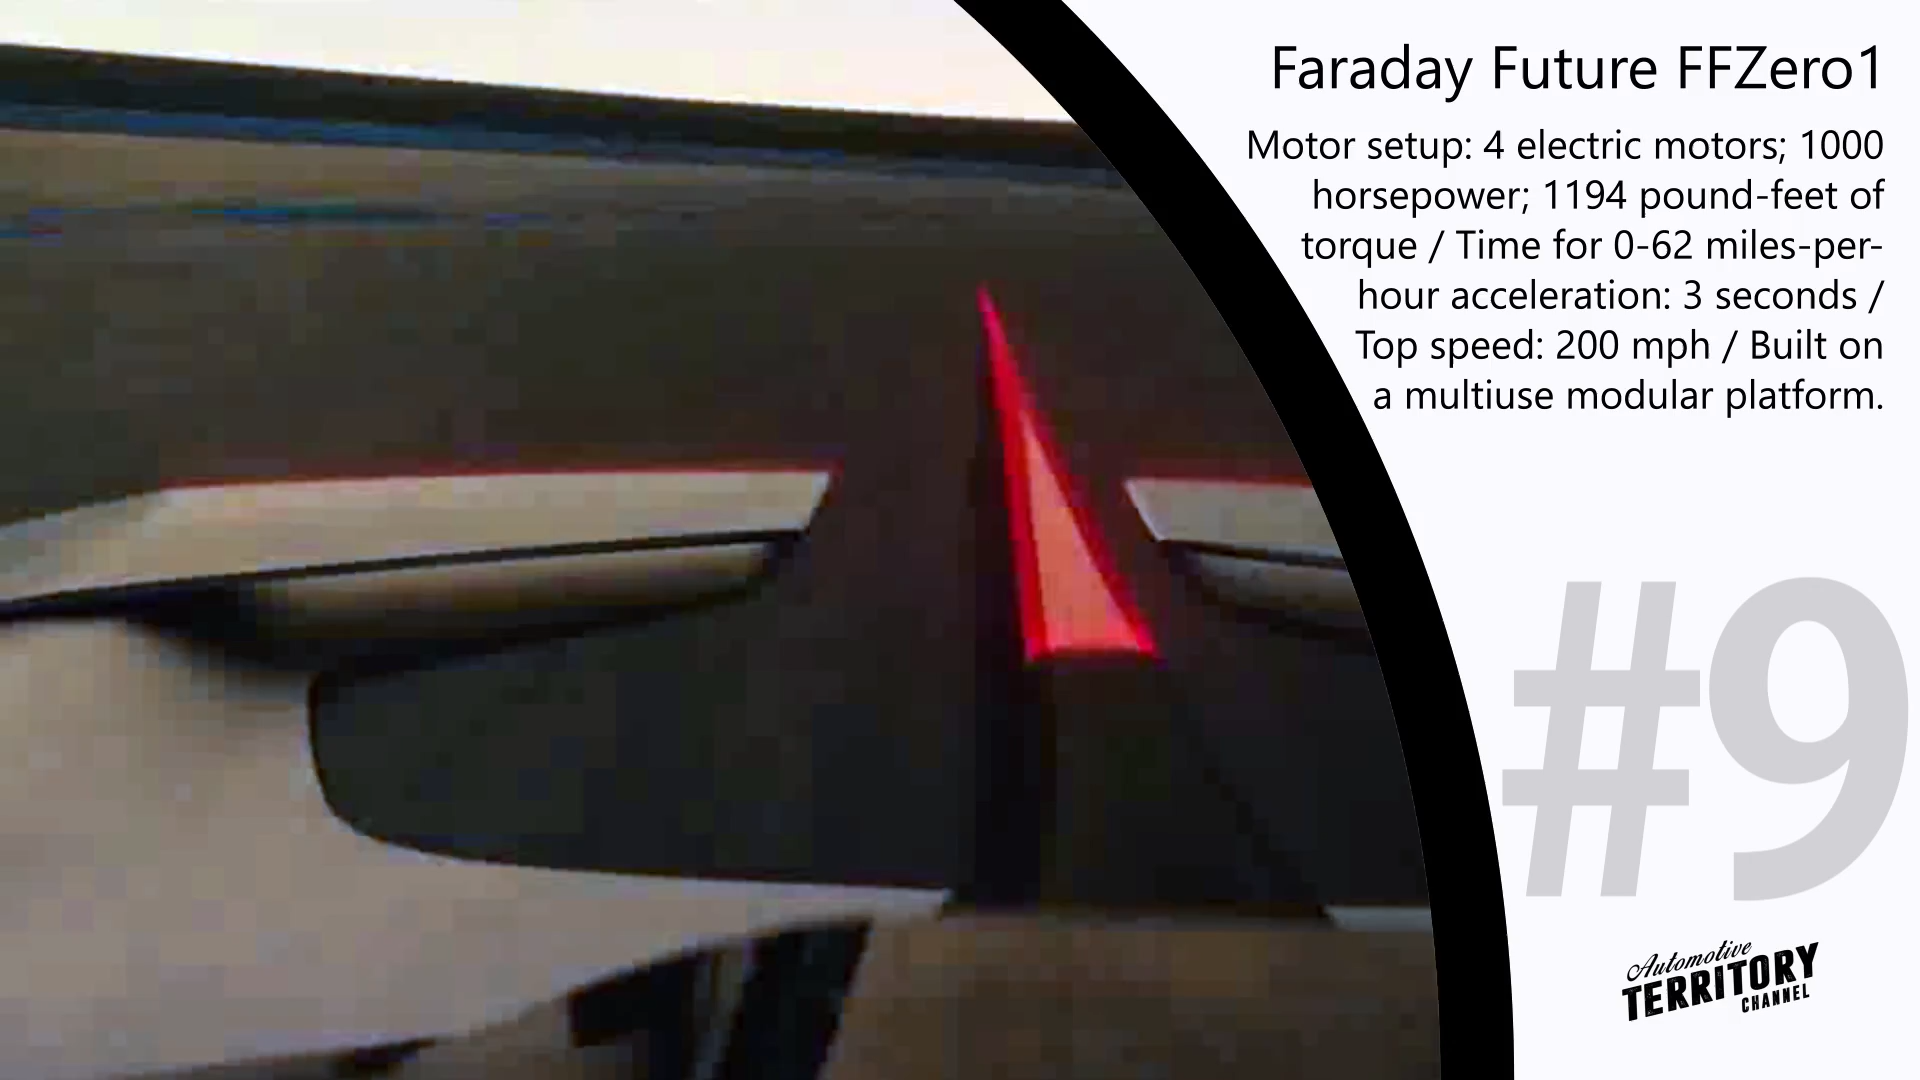 Faraday Future FFZero1
Motor setup: 4 electric motors; 1000
horsepower; 1194 pound-feet of
torque / Time for 0-62 miles-per-
hour acceleration: 3 seconds /
Top speed: 200 mph / Built on
a multiuse modular platform.
#9
Automotive
TERRITORY
CHANNEL